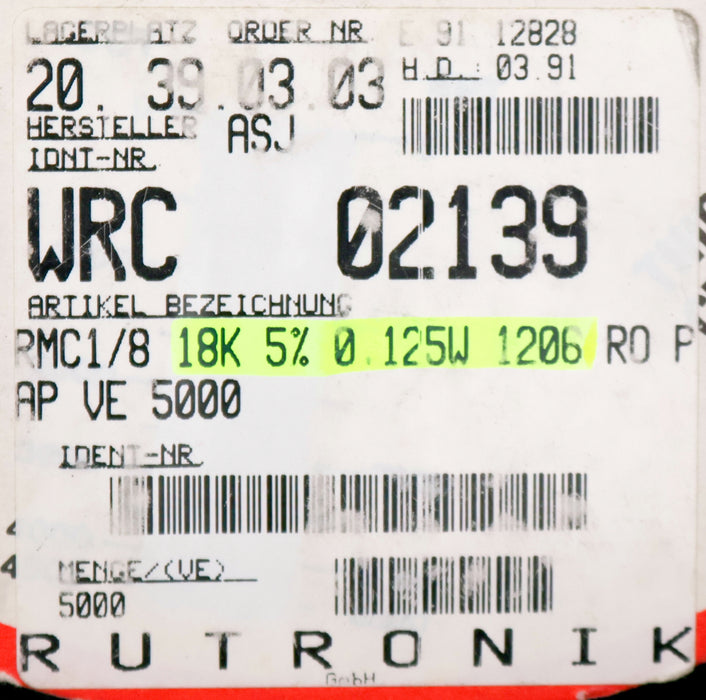 LAGERPLATZ ORDER NR E 91 12828
20. 39.03.03 H.D.: 03.91
HERSTELLER ASJ
IDNT-NR.
WRC 02139
ARTIKEL BEZEICHNUNG
RMC1/8 18K 5% 0.125W 1206 RO P
AP VE 5000
IDENT-NR.
MENGE/(VE)
5000
RUTRONIK
GmbH